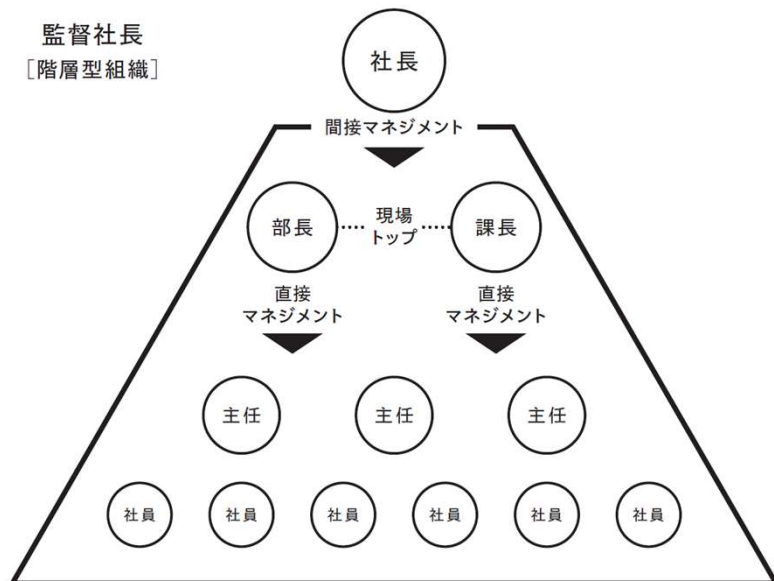 監督社長
［階層型組織］
社長
間接マネジメント
部長
現場
トップ
課長
直接
マネジメント
直接
マネジメント
主任
主任
主任
社員
社員
社員
社員
社員
社員